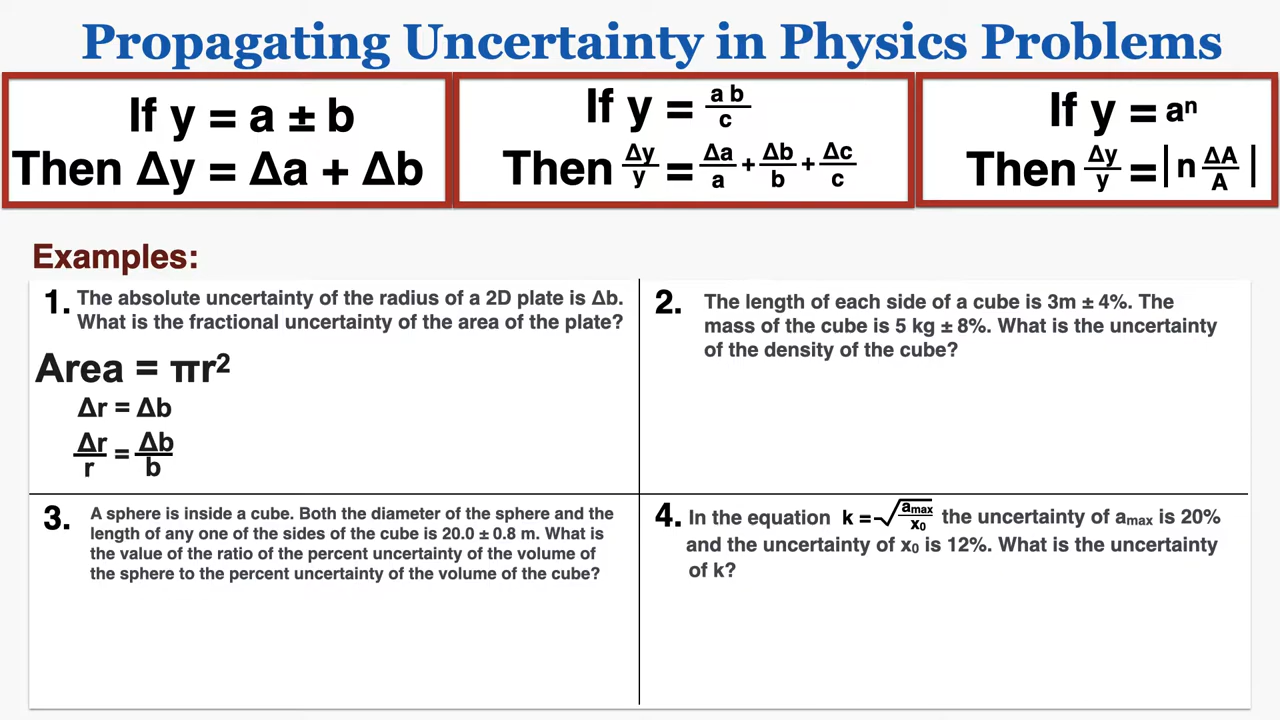 Propagating Uncertainty in Physics Problems
If y = a ± b
Then Δy = Δa + Δb
If y = a b / c
Then Δy/y = Δa/a + Δb/b + Δc/c
If y = aⁿ
Then Δy/y = | n ΔA/A |
Examples:
1. The absolute uncertainty of the radius of a 2D plate is Δb.
What is the fractional uncertainty of the area of the plate?
Area = πr²
Δr = Δb
Δr/r = Δb/b
2. The length of each side of a cube is 3m ± 4%. The
mass of the cube is 5 kg ± 8%. What is the uncertainty
of the density of the cube?
3. A sphere is inside a cube. Both the diameter of the sphere and the
length of any one of the sides of the cube is 20.0 ± 0.8 m. What is
the value of the ratio of the percent uncertainty of the volume of
the sphere to the percent uncertainty of the volume of the cube?
4. In the equation k = -√(a_max/x₀) the uncertainty of a_max is 20%
and the uncertainty of x₀ is 12%. What is the uncertainty
of k?